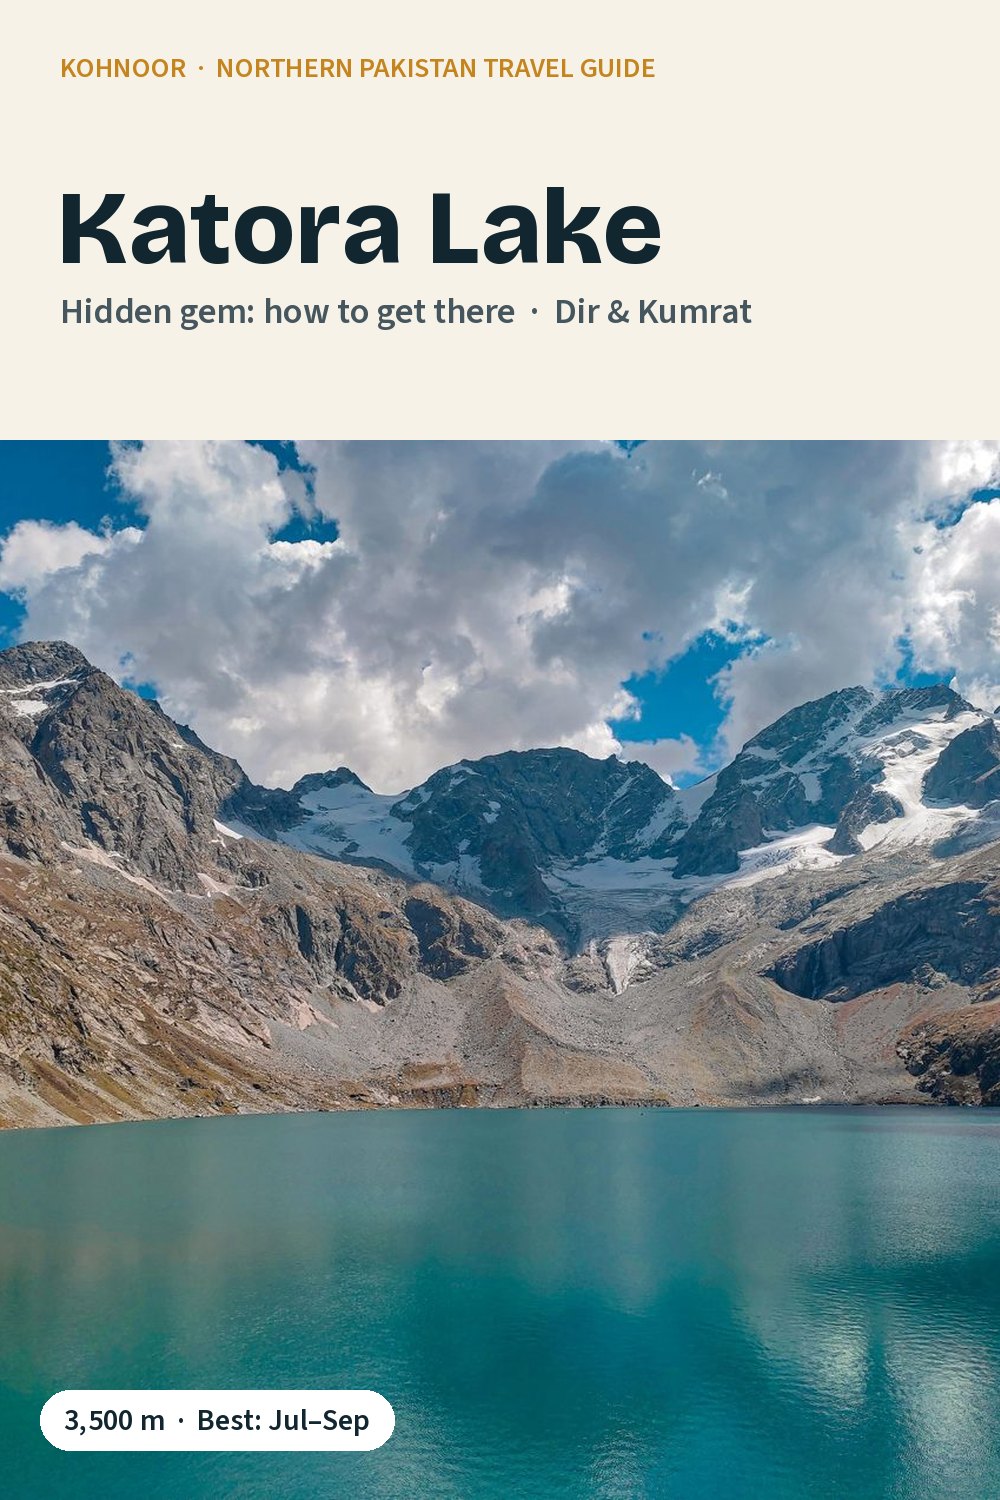 KOHNOOR · NORTHERN PAKISTAN TRAVEL GUIDE
Katora Lake
Hidden gem: how to get there · Dir & Kumrat
3,500 m · Best: Jul–Sep